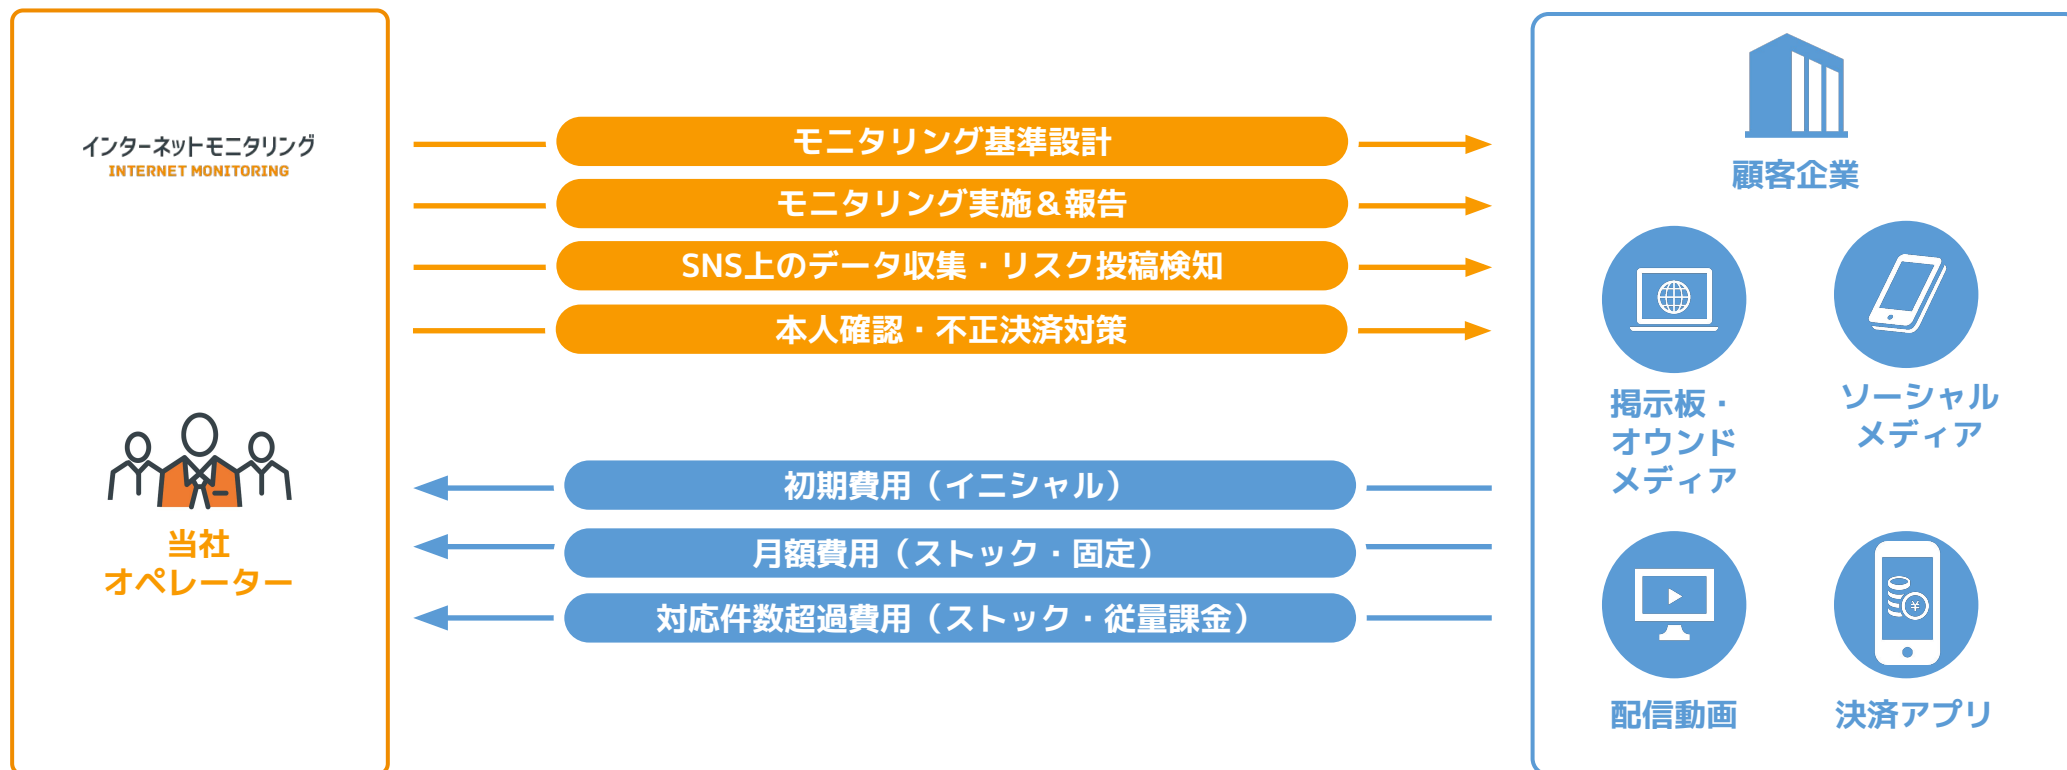 インターネットモニタリング
INTERNET MONITORING
当社
オペレーター
モニタリング基準設計
モニタリング実施＆報告
SNS上のデータ収集・リスク投稿検知
本人確認・不正決済対策
初期費用（イニシャル）
月額費用（ストック・固定）
対応件数超過費用（ストック・従量課金）
顧客企業
掲示板・
オウンド
メディア
ソーシャル
メディア
配信動画
¥
決済アプリ